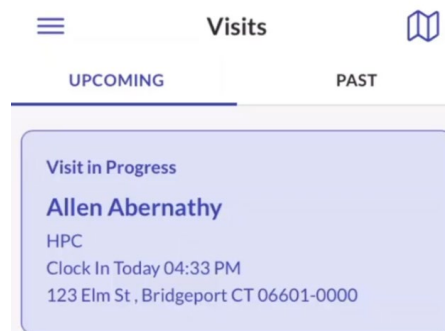 Visits
UPCOMING
PAST
Visit in Progress
Allen Abernathy
HPC
Clock In Today 04:33 PM
123 Elm St , Bridgeport CT 06601-0000